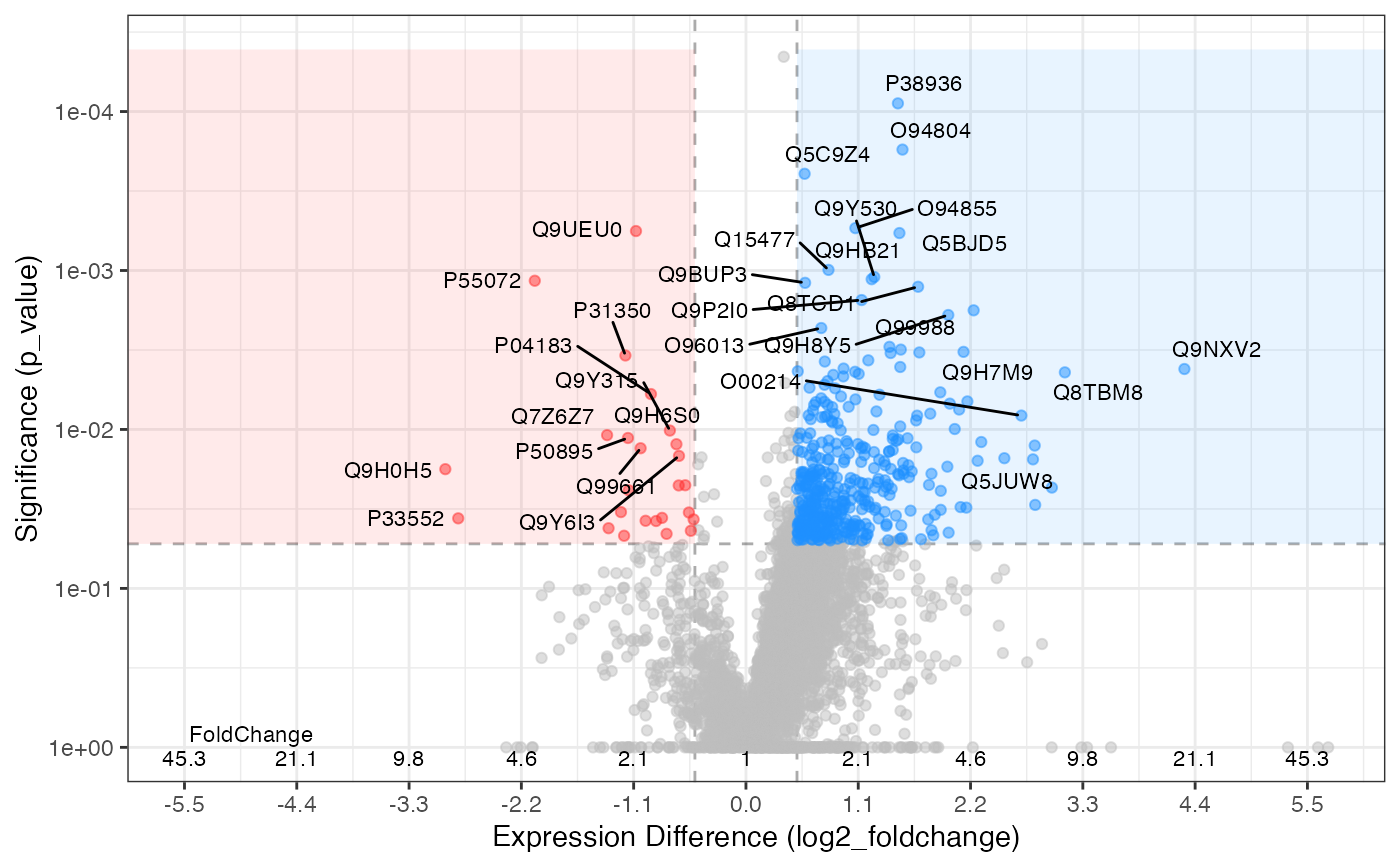 P38936
1e-04
O94804
Q5C9Z4
Q9Y530
O94855
Q9UEU0
Q15477
Q9HB21
Q5BJD5
1e-03
Q9BUP3
P55072
Q9P2I0
Q8TCD1
P31350
Q99988
P04183
O96013
Q9H8Y5
Q9NXV2
Q9Y315
O00214
Q9H7M9
Q8TBM8
Q7Z6Z7
Q9H6S0
1e-02
P50895
Q9H0H5
Q99661
Q5JUW8
P33552
Q9Y6I3
1e-01
FoldChange
1e+00
45.3 21.1 9.8 4.6 2.1 1 2.1 4.6 9.8 21.1 45.3
-5.5 -4.4 -3.3 -2.2 -1.1 0.0 1.1 2.2 3.3 4.4 5.5
Expression Difference (log2_foldchange)
Significance (p_value)